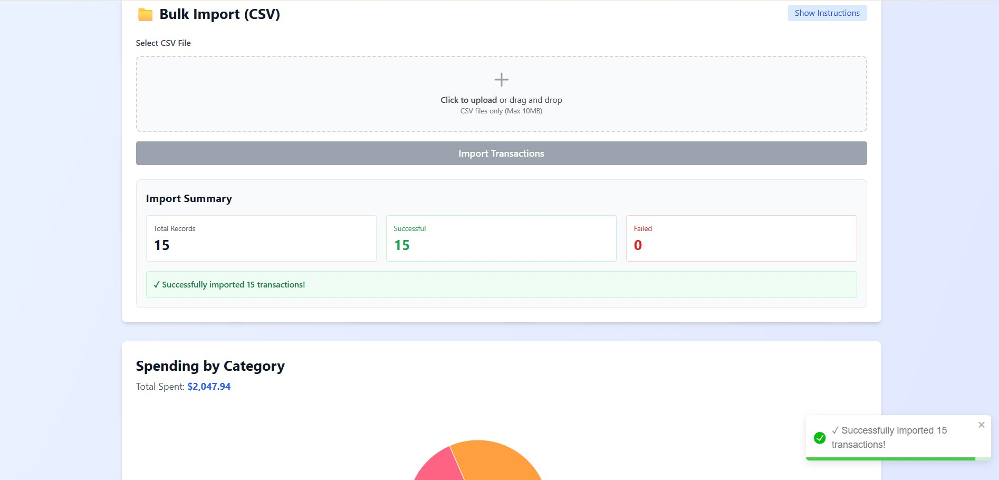 Bulk Import (CSV)
Show Instructions
Select CSV File
Click to upload or drag and drop
CSV files only (Max 10MB)
Import Transactions
Import Summary
Total Records
15
Successful
15
Failed
0
✓ Successfully imported 15 transactions!
Spending by Category
Total Spent: $2,047.94
✓ Successfully imported 15
transactions!